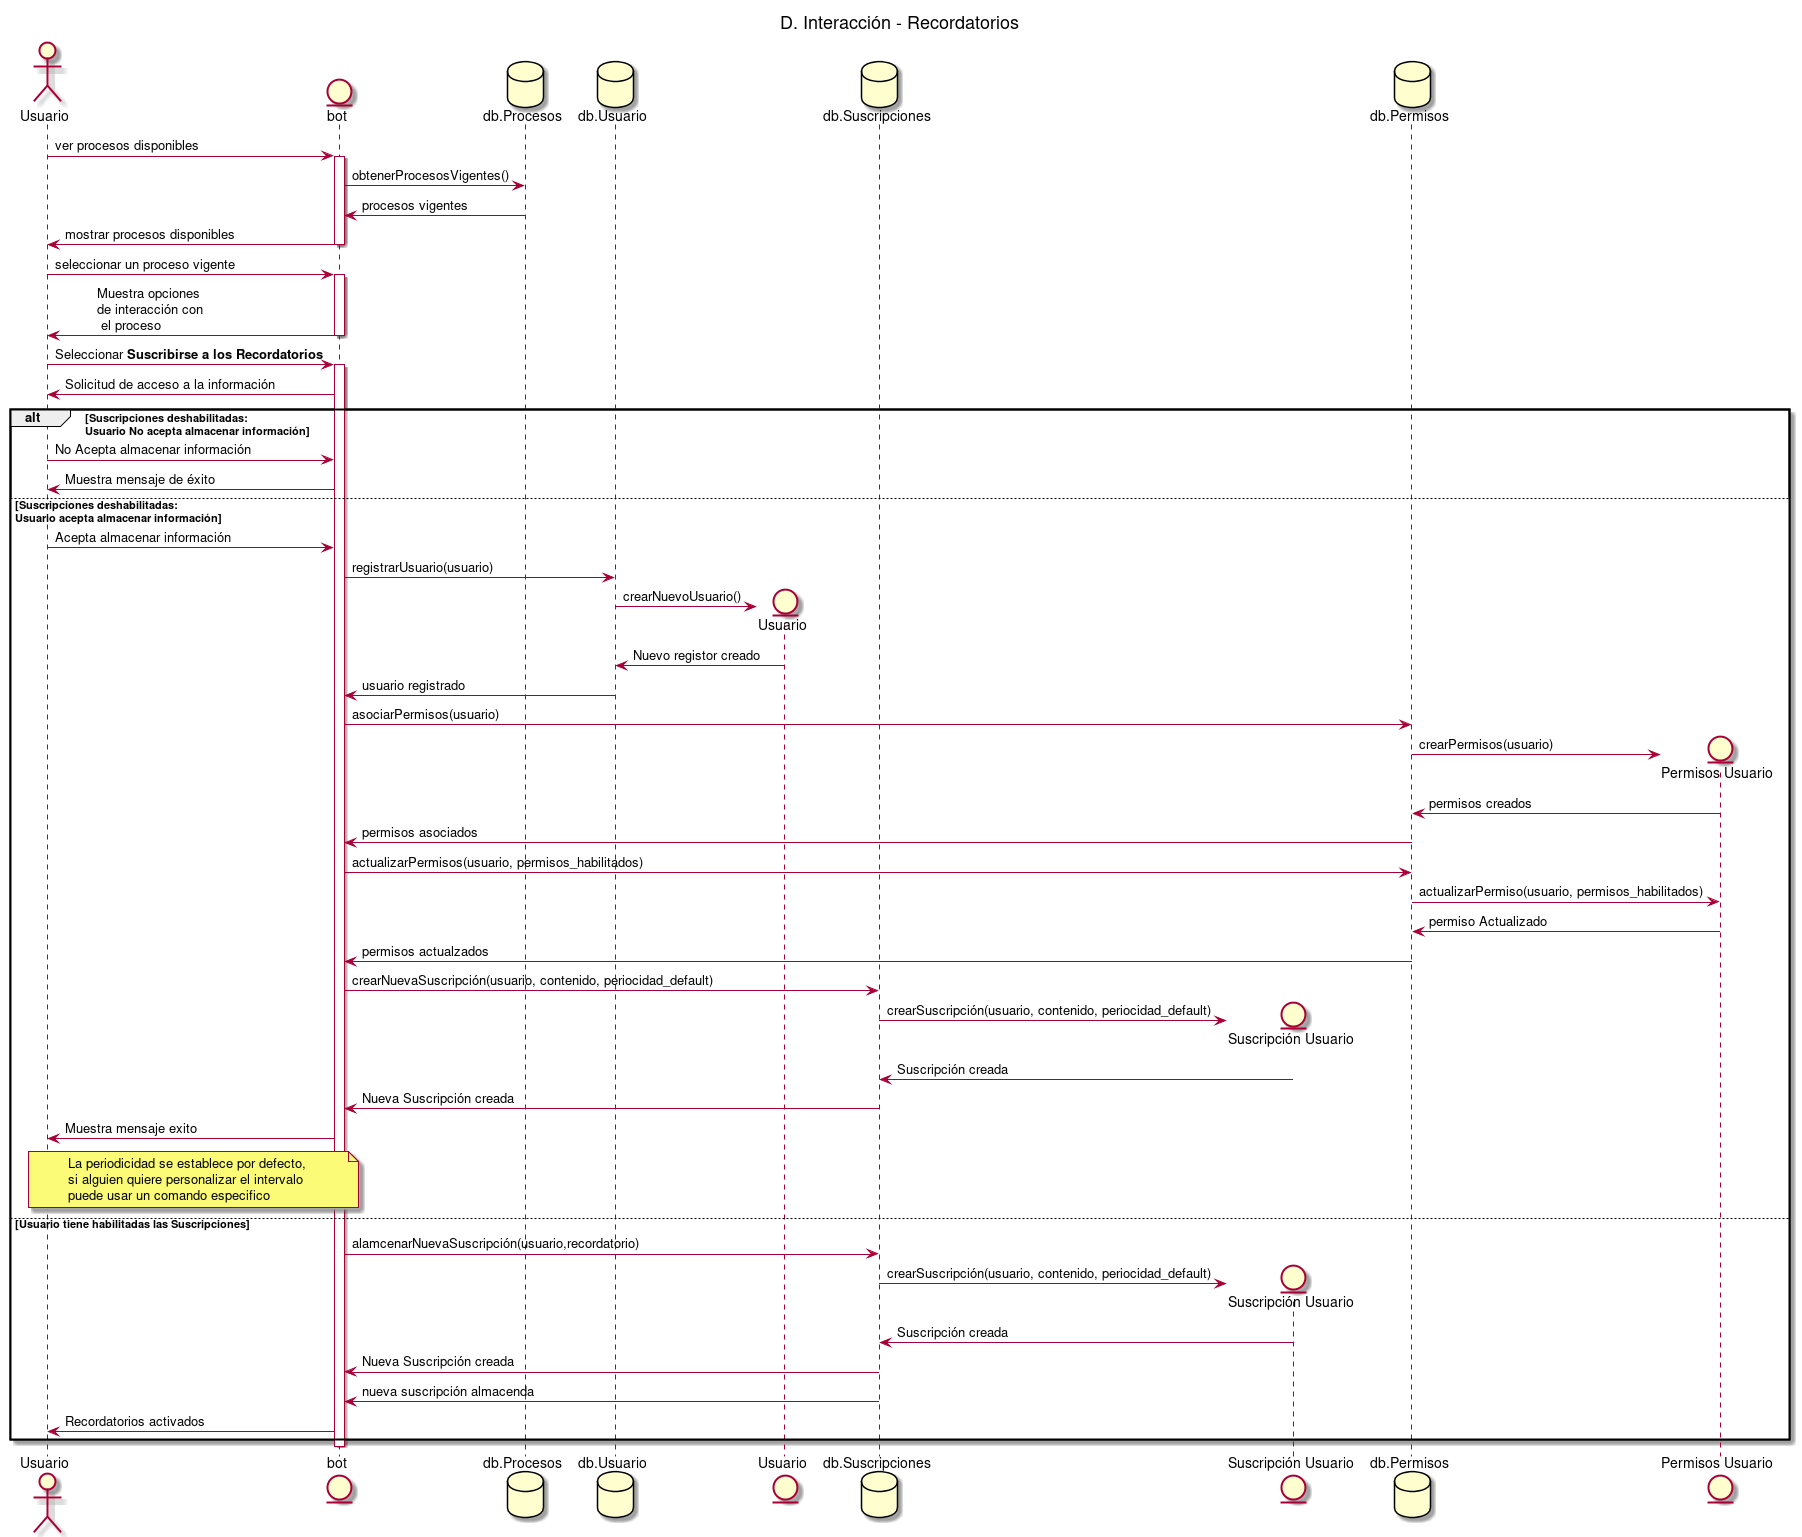 D. Interacción - Recordatorios
Usuario
bot
db.Procesos
db.Usuario
db.Suscripciones
db.Permisos
ver procesos disponibles
obtenerProcesosVigentes()
procesos vigentes
mostrar procesos disponibles
seleccionar un proceso vigente
Muestra opciones
de interacción con
el proceso
Seleccionar Suscribirse a los Recordatorios
Solicitud de acceso a la información
alt
[Suscripciones deshabilitadas:
Usuario No acepta almacenar información]
No Acepta almacenar información
Muestra mensaje de éxito
[Suscripciones deshabilitadas:
Usuario acepta almacenar información]
Acepta almacenar información
registrarUsuario(usuario)
crearNuevoUsuario()
Usuario
Nuevo registor creado
usuario registrado
asociarPermisos(usuario)
crearPermisos(usuario)
Permisos Usuario
permisos creados
permisos asociados
actualizarPermisos(usuario, permisos_habilitados)
actualizarPermiso(usuario, permisos_habilitados)
permiso Actualizado
permisos actualzados
crearNuevaSuscripción(usuario, contenido, periocidad_default)
crearSuscripción(usuario, contenido, periocidad_default)
Suscripción Usuario
Suscripción creada
Nueva Suscripción creada
Muestra mensaje exito
La periodicidad se establece por defecto,
si alguien quiere personalizar el intervalo
puede usar un comando especifico
[Usuario tiene habilitadas las Suscripciones]
alamcenarNuevaSuscripción(usuario,recordatorio)
crearSuscripción(usuario, contenido, periocidad_default)
Suscripción Usuario
Suscripción creada
Nueva Suscripción creada
nueva suscripción almacenda
Recordatorios activados
Usuario
bot
db.Procesos
db.Usuario
Usuario
db.Suscripciones
Suscripción Usuario
db.Permisos
Permisos Usuario